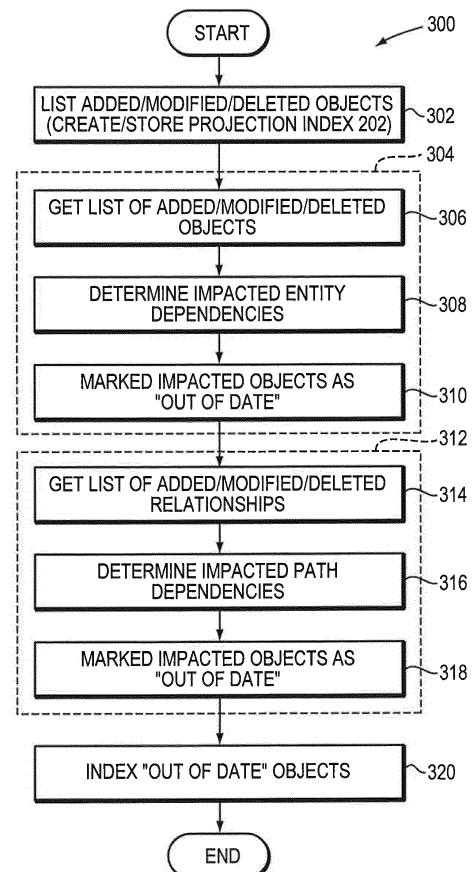 START
300
LIST ADDED/MODIFIED/DELETED OBJECTS
(CREATE/STORE PROJECTION INDEX 202)
302
304
GET LIST OF ADDED/MODIFIED/DELETED
OBJECTS
306
DETERMINE IMPACTED ENTITY
DEPENDENCIES
308
MARKED IMPACTED OBJECTS AS
"OUT OF DATE"
310
312
GET LIST OF ADDED/MODIFIED/DELETED
RELATIONSHIPS
314
DETERMINE IMPACTED PATH
DEPENDENCIES
316
MARKED IMPACTED OBJECTS AS
"OUT OF DATE"
318
INDEX "OUT OF DATE" OBJECTS
320
END